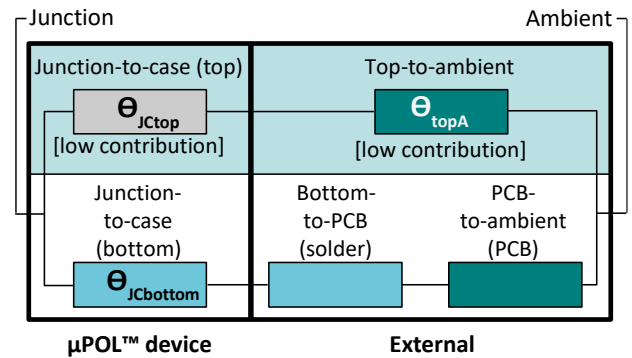 Junction
Ambient
Junction-to-case (top)
Top-to-ambient
ϴJCtop
ϴtopA
[low contribution]
[low contribution]
Junction-
to-case
(bottom)
Bottom-
to-PCB
(solder)
PCB-
to-ambient
(PCB)
ϴJCbottom
µPOL™ device
External